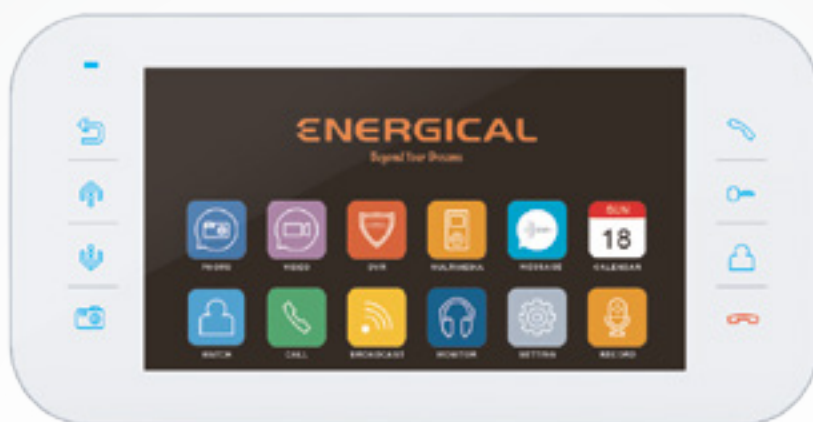 ENERGICAL
Beyond Your Dreams
SUN
18
PHOTO VIDEO DVR MULTIMEDIA MESSAGE CALENDAR
WATCH CALL BROADCAST MONITOR SETTING RECORD